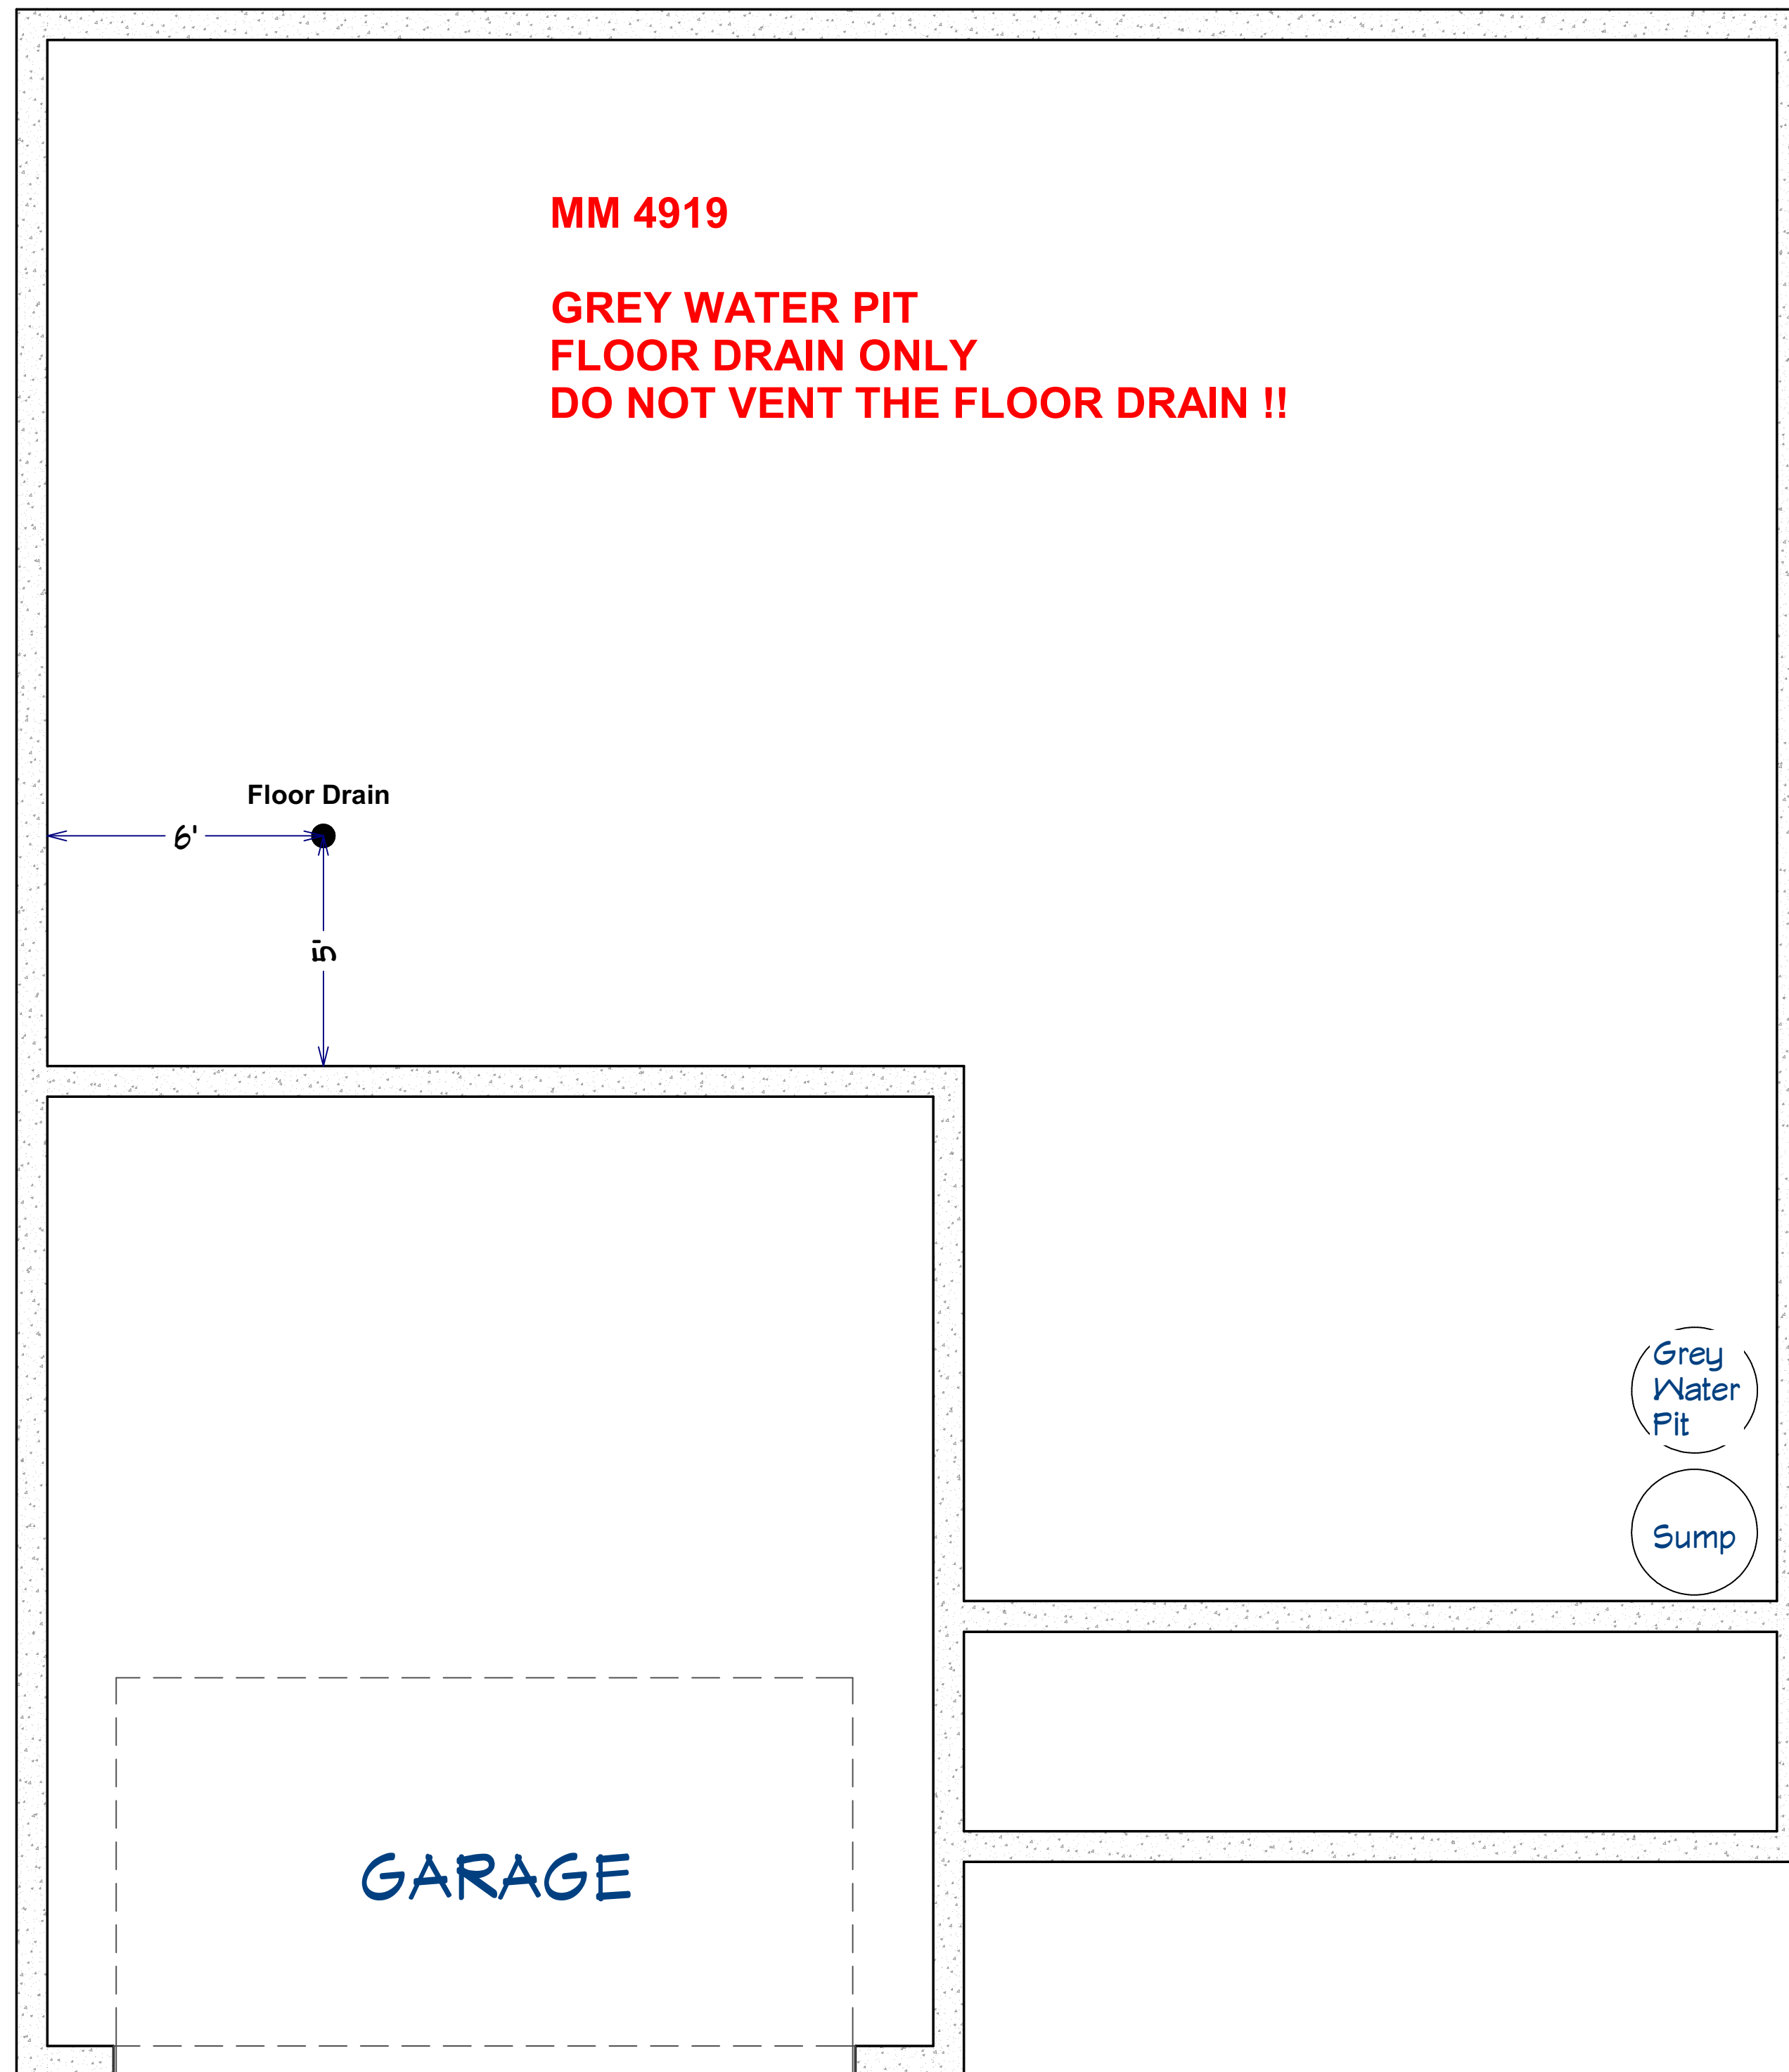 MM 4919
GREY WATER PIT
FLOOR DRAIN ONLY
DO NOT VENT THE FLOOR DRAIN !!
Floor Drain
6'
5'
Grey
Water
Pit
Sump
GARAGE